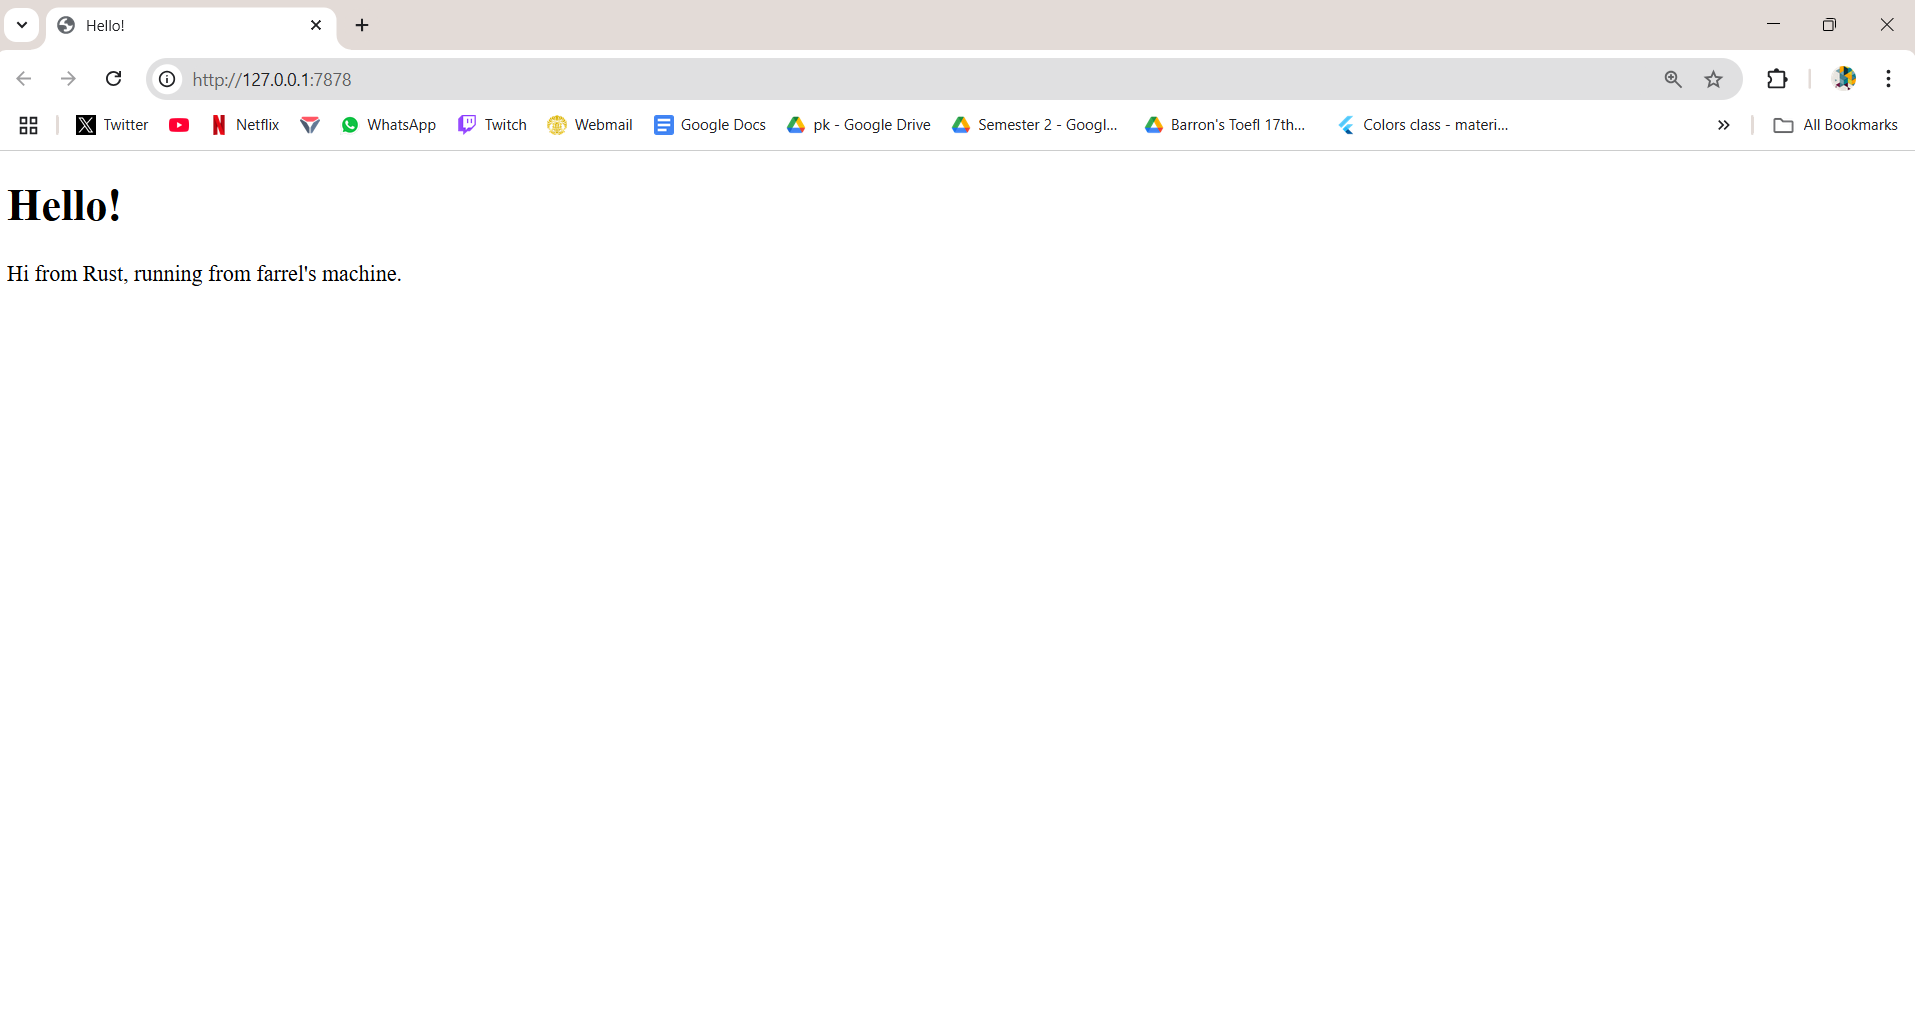 Hello!
http://127.0.0.1:7878
Twitter Netflix WhatsApp Twitch Webmail Google Docs pk - Google Drive Semester 2 - Googl... Barron's Toefl 17th... Colors class - materi... All Bookmarks
Hello!
Hi from Rust, running from farrel's machine.